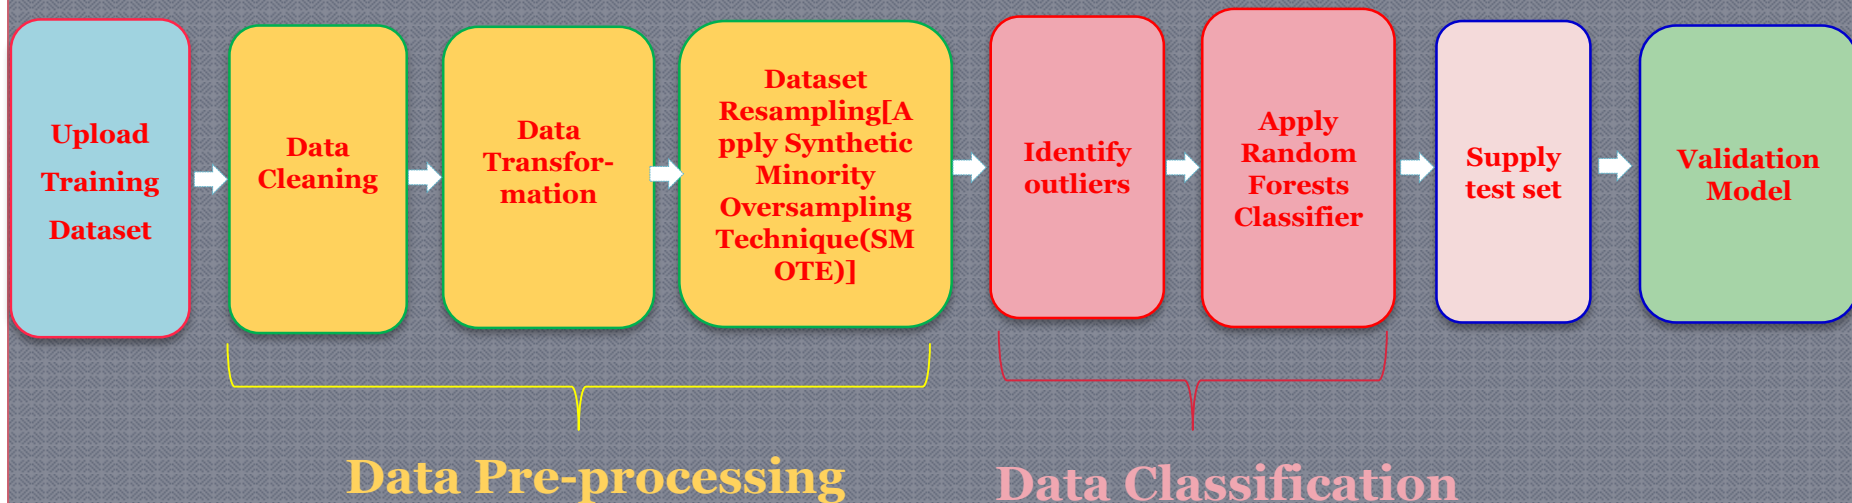 Upload
Training
Dataset
Data
Cleaning
Data
Transfor-
mation
Dataset
Resampling[A
pply Synthetic
Minority
Oversampling
Technique(SM
OTE)]
Identify
outliers
Apply
Random
Forests
Classifier
Supply
test set
Validation
Model
Data Pre-processing
Data Classification